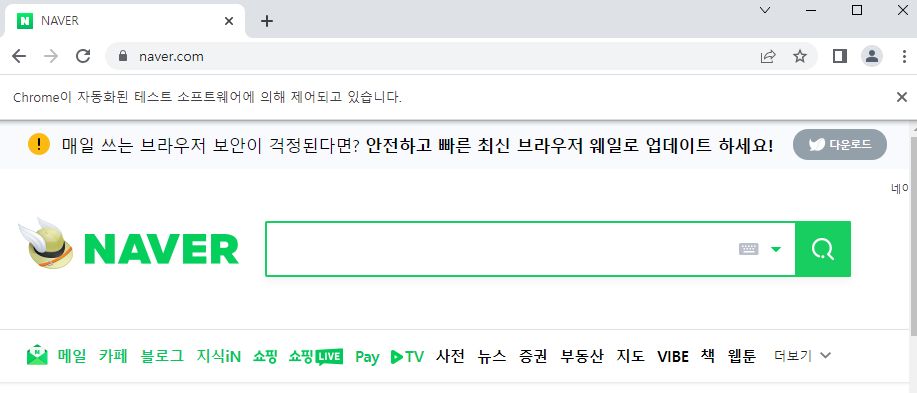 NAVER
naver.com
Chrome이 자동화된 테스트 소프트웨어에 의해 제어되고 있습니다.
매일 쓰는 브라우저 보안이 걱정된다면? 안전하고 빠른 최신 브라우저 웨일로 업데이트 하세요! 다운로드
네이
NAVER
N 메일 카페 블로그 지식iN 쇼핑 쇼핑LIVE Pay TV 사전 뉴스 증권 부동산 지도 VIBE 책 웹툰 더보기